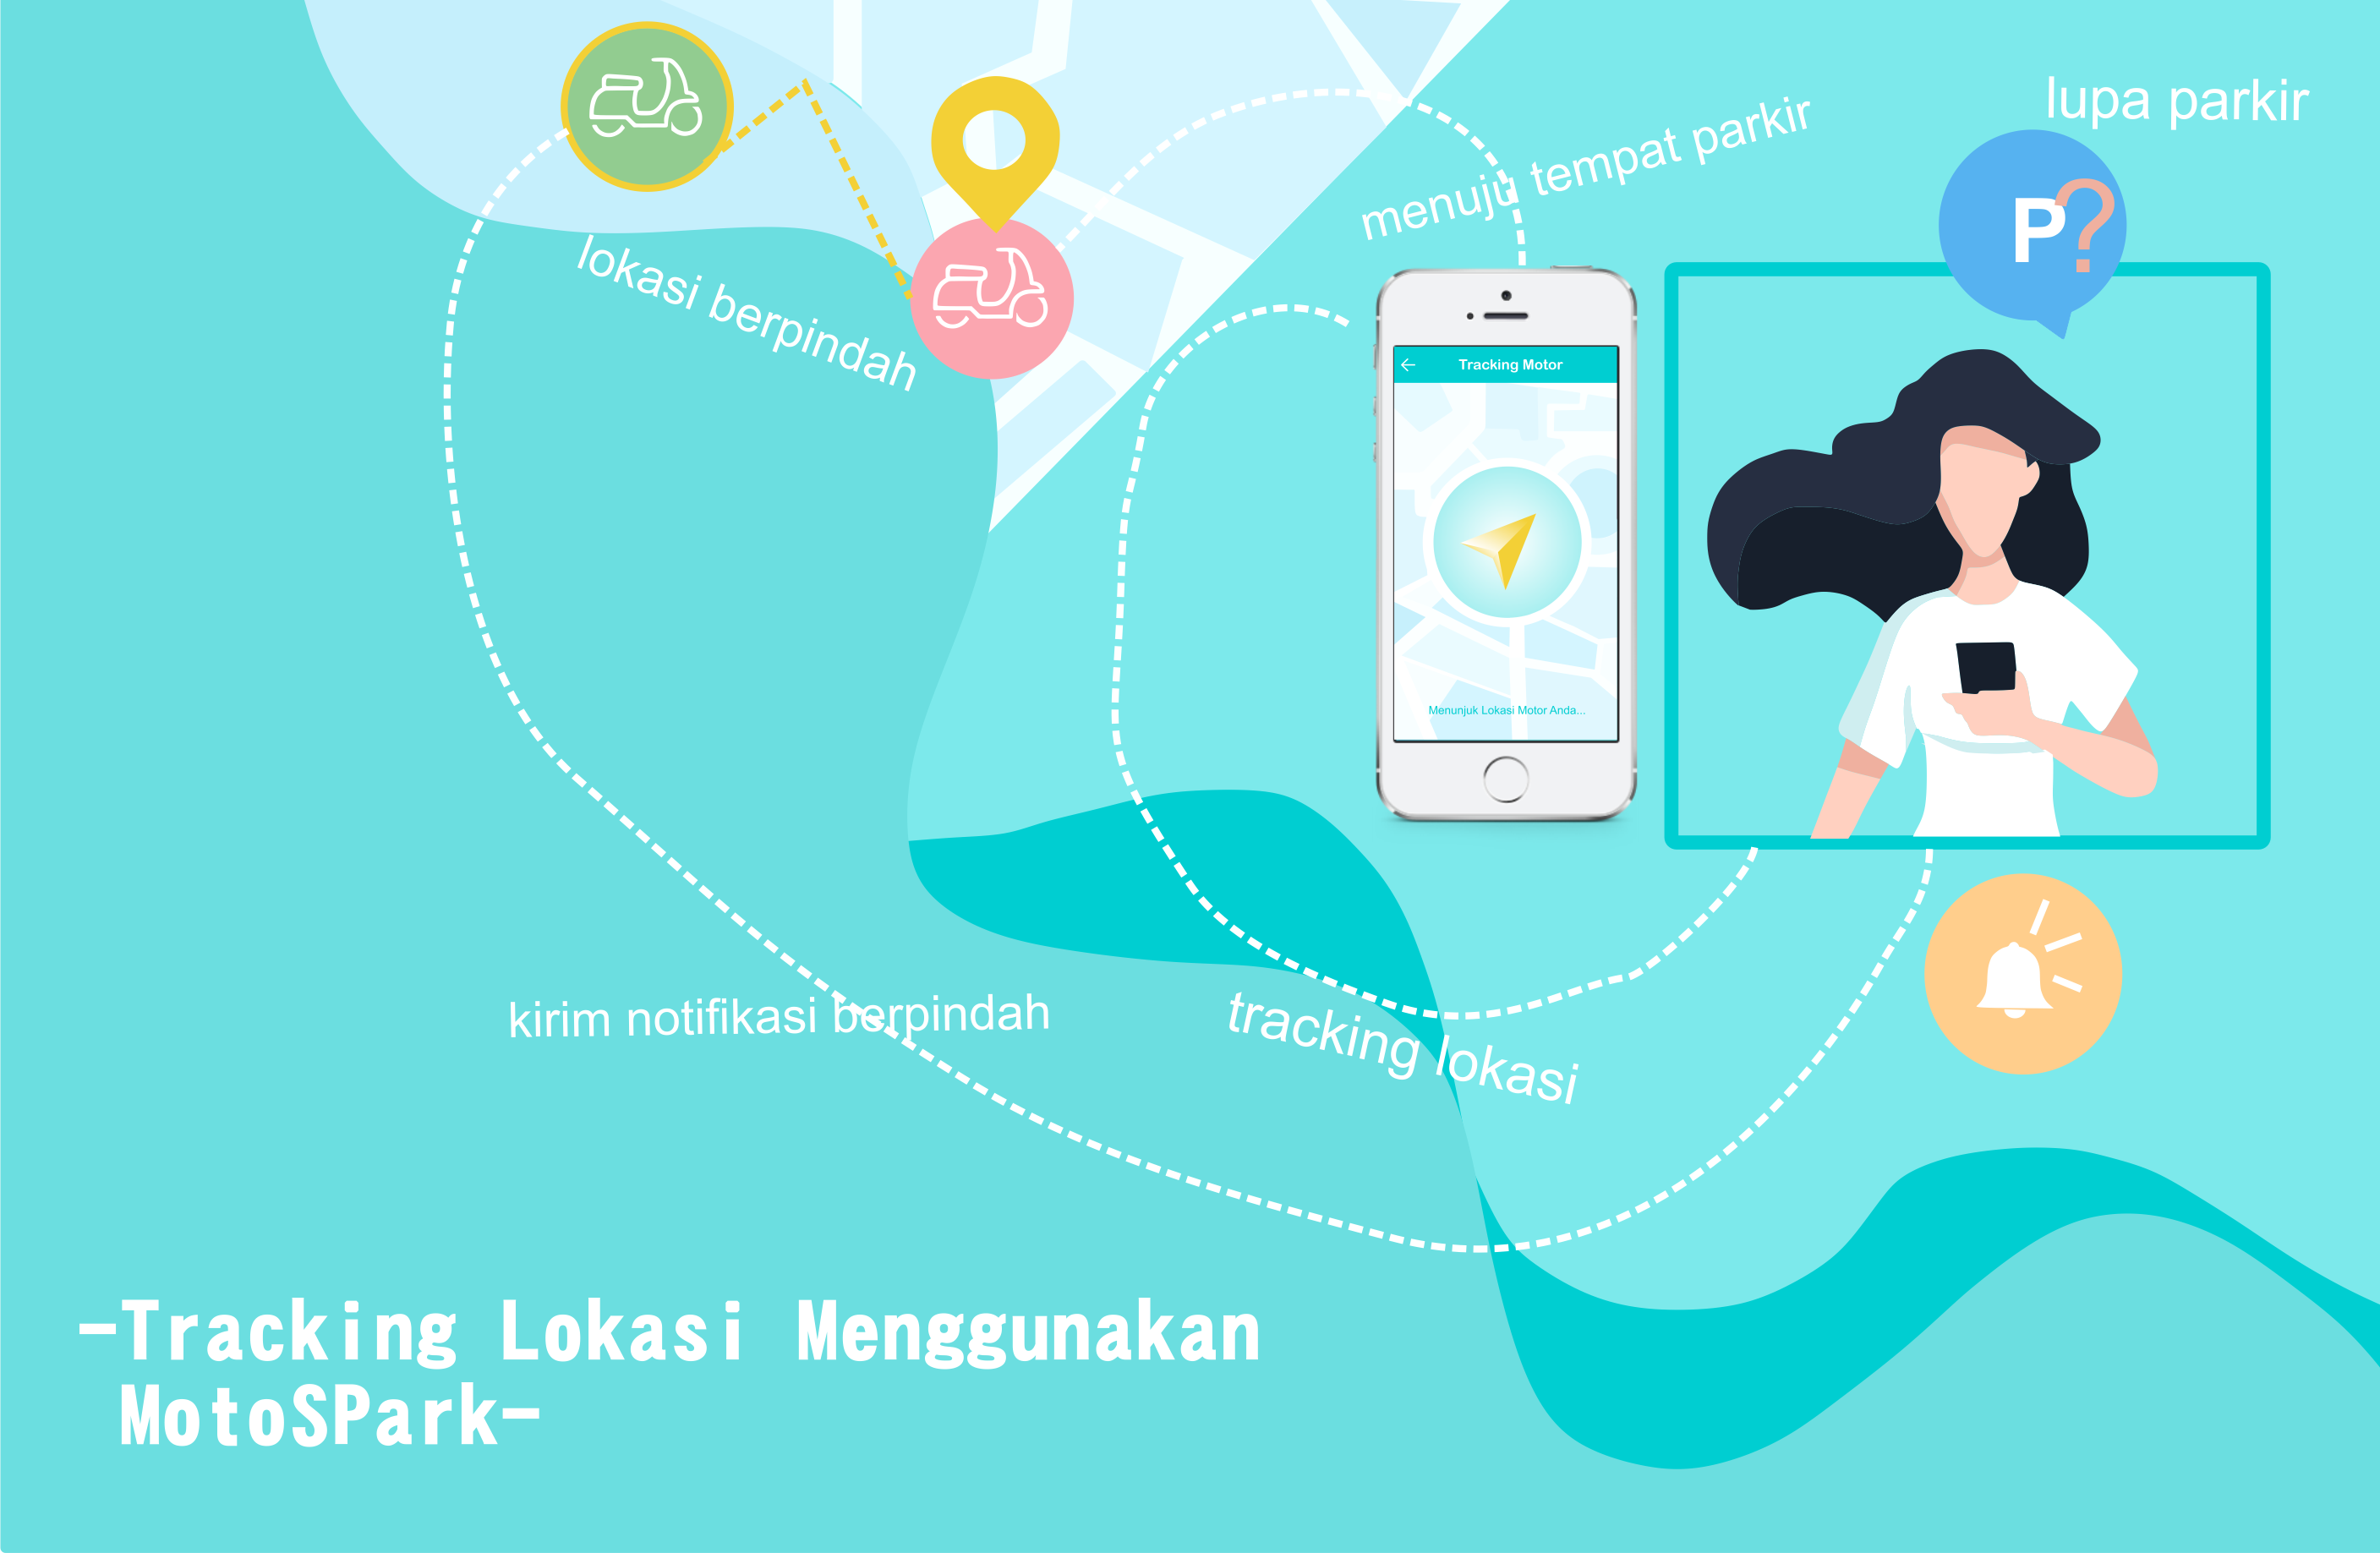 lupa parkir
P?
menuju tempat parkir
lokasi berpindah
Tracking Motor
Menunjuk Lokasi Motor Anda...
kirim notifikasi berpindah
tracking lokasi
-Tracking Lokasi Menggunakan
MotoSPark-